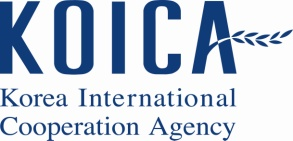 KOICA
Korea International
Cooperation Agency